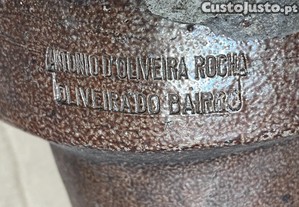 CustoJusto.pt
ANTONIO D'OLIVEIRA ROCHA
OLIVEIRA DO BAIRRO